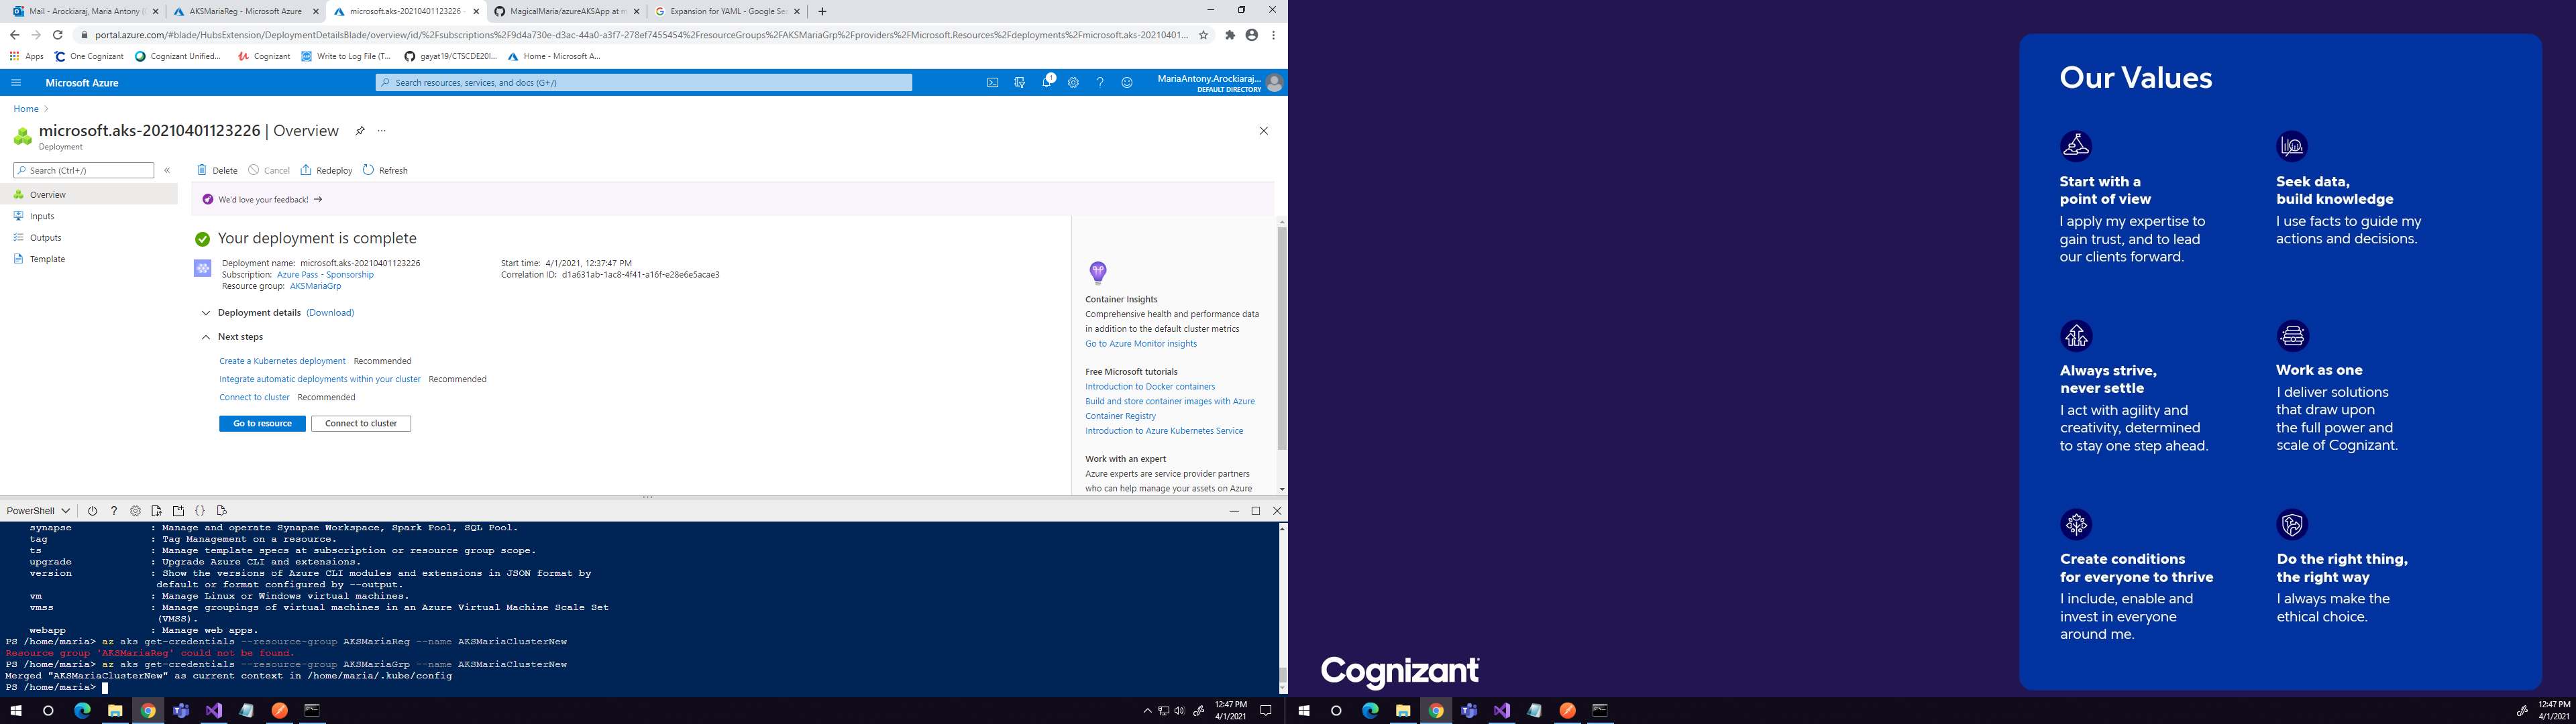 Mail - Arockiaraj, Maria Antony (
AKSMariaReg - Microsoft Azure
microsoft.aks-20210401123226 -
MagicalMaria/azureAKSApp at m
Expansion for YAML - Google Sea
portal.azure.com/#blade/HubsExtension/DeploymentDetailsBlade/overview/id/%2Fsubscriptions%2F9d4a730e-d3ac-44a0-a3f7-278ef7455454%2FresourceGroups%2FAKSMariaGrp%2Fproviders%2FMicrosoft.Resources%2Fdeployments%2Fmicrosoft.aks-20210401...
Apps
One Cognizant
Cognizant Unified...
Cognizant
Write to Log File (T...
gayat19/CTSCDE20I...
Home - Microsoft A...
Microsoft Azure
Search resources, services, and docs (G+/)
1
MariaAntony.Arockiaraj...
DEFAULT DIRECTORY
Home >
microsoft.aks-20210401123226 | Overview
Deployment
Search (Ctrl+/)
Delete
Cancel
Redeploy
Refresh
Overview
Inputs
Outputs
Template
We'd love your feedback! →
Your deployment is complete
Deployment name: microsoft.aks-20210401123226
Subscription: Azure Pass - Sponsorship
Resource group: AKSMariaGrp
Start time: 4/1/2021, 12:37:47 PM
Correlation ID: d1a631ab-1ac8-4f41-a16f-e28e6e5acae3
Deployment details (Download)
Next steps
Create a Kubernetes deployment Recommended
Integrate automatic deployments within your cluster Recommended
Connect to cluster Recommended
Go to resource
Connect to cluster
Container Insights
Comprehensive health and performance data
in addition to the default cluster metrics
Go to Azure Monitor insights
Free Microsoft tutorials
Introduction to Docker containers
Build and store container images with Azure
Container Registry
Introduction to Azure Kubernetes Service
Work with an expert
Azure experts are service provider partners
who can help manage your assets on Azure
PowerShell
synapse : Manage and operate Synapse Workspace, Spark Pool, SQL Pool.
tag : Tag Management on a resource.
ts : Manage template specs at subscription or resource group scope.
upgrade : Upgrade Azure CLI and extensions.
version : Show the versions of Azure CLI modules and extensions in JSON format by
default or format configured by --output.
vm : Manage Linux or Windows virtual machines.
vmss : Manage groupings of virtual machines in an Azure Virtual Machine Scale Set
(VMSS).
webapp : Manage web apps.
PS /home/maria> az aks get-credentials --resource-group AKSMariaReg --name AKSMariaClusterNew
Resource group 'AKSMariaReg' could not be found.
PS /home/maria> az aks get-credentials --resource-group AKSMariaGrp --name AKSMariaClusterNew
Merged "AKSMariaClusterNew" as current context in /home/maria/.kube/config
PS /home/maria>
12:47 PM
4/1/2021
Our Values
Start with a
point of view
I apply my expertise to
gain trust, and to lead
our clients forward.
Seek data,
build knowledge
I use facts to guide my
actions and decisions.
Always strive,
never settle
I act with agility and
creativity, determined
to stay one step ahead.
Work as one
I deliver solutions
that draw upon
the full power and
scale of Cognizant.
Create conditions
for everyone to thrive
I include, enable and
invest in everyone
around me.
Do the right thing,
the right way
I always make the
ethical choice.
Cognizant
12:47 PM
4/1/2021